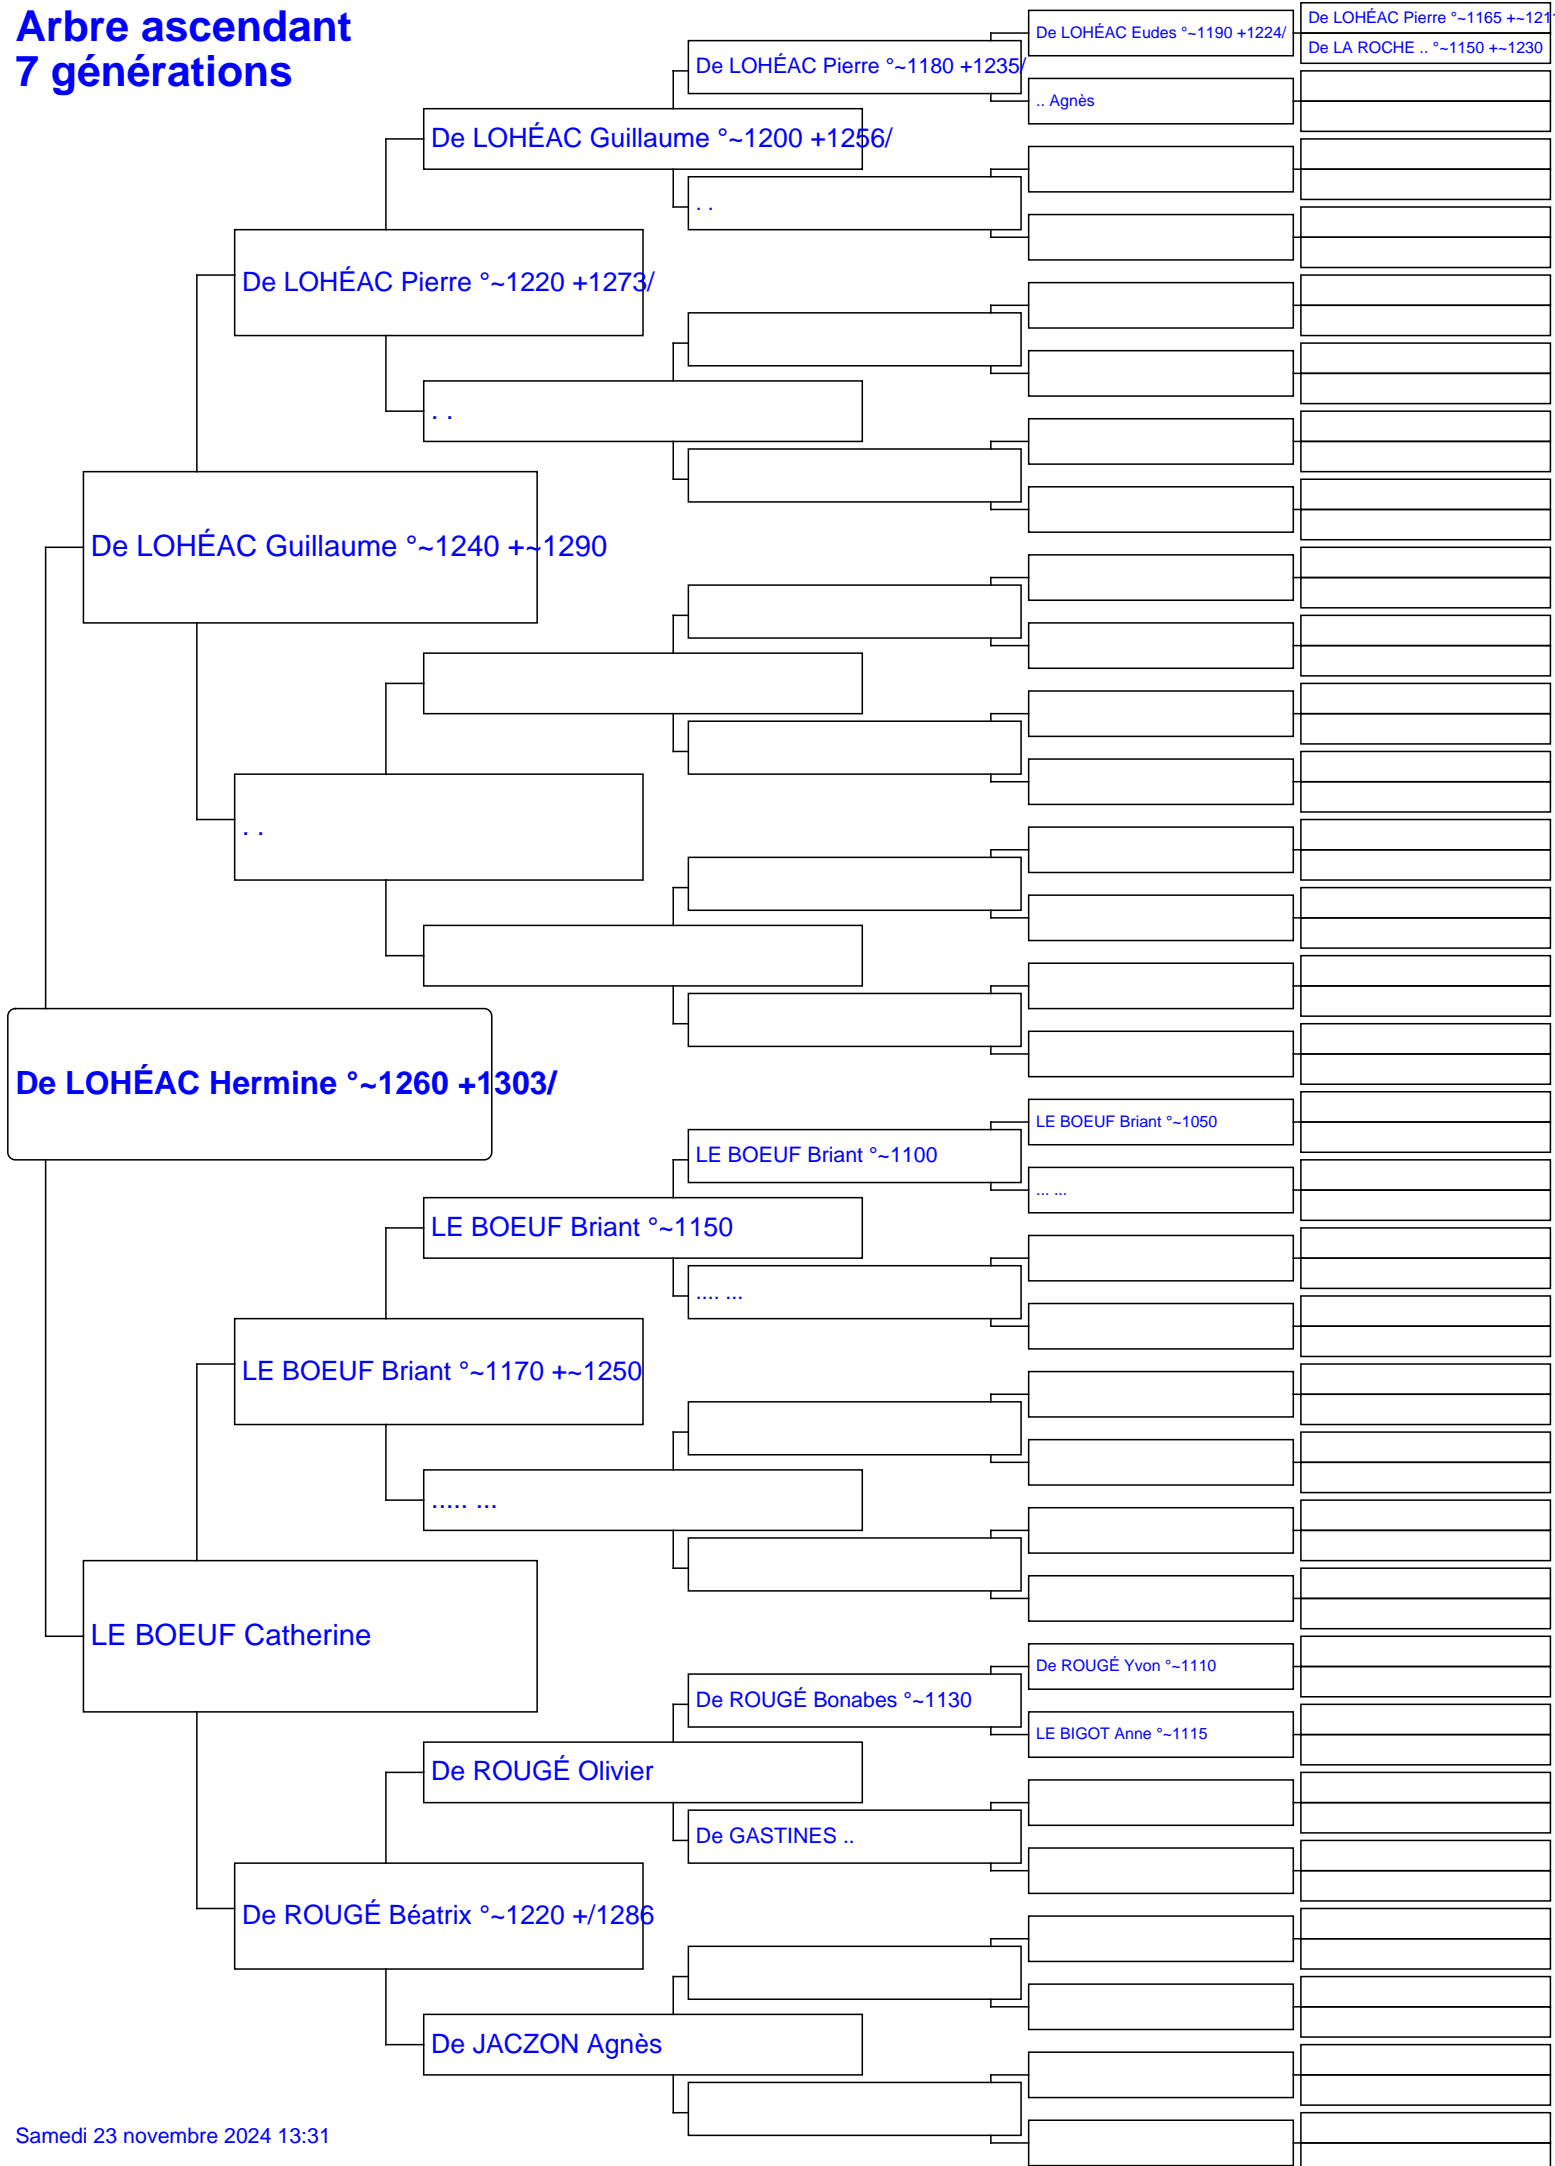 Arbre ascendant
7 générations
De LOHÉAC Pierre °~1165 +~1211
De LOHÉAC Eudes °~1190 +1224/
De LA ROCHE .. °~1150 +~1230
De LOHÉAC Pierre °~1180 +1235/
.. Agnès
De LOHÉAC Guillaume °~1200 +1256/
. .
De LOHÉAC Pierre °~1220 +1273/
. .
De LOHÉAC Guillaume °~1240 +~1290
. .
De LOHÉAC Hermine °~1260 +1303/
LE BOEUF Briant °~1050
LE BOEUF Briant °~1100
... ...
LE BOEUF Briant °~1150
.... ...
LE BOEUF Briant °~1170 +~1250
..... ...
LE BOEUF Catherine
De ROUGÉ Yvon °~1110
De ROUGÉ Bonabes °~1130
LE BIGOT Anne °~1115
De ROUGÉ Olivier
De GASTINES ..
De ROUGÉ Béatrix °~1220 +/1286
De JACZON Agnès
Samedi 23 novembre 2024 13:31